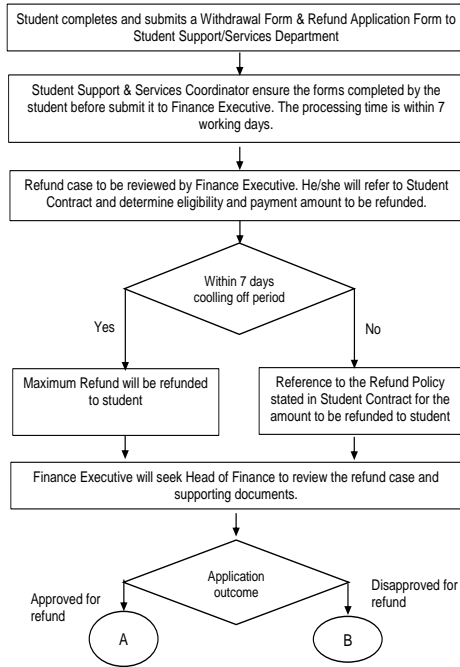 Student completes and submits a Withdrawal Form & Refund Application Form to
Student Support/Services Department
Student Support & Services Coordinator ensure the forms completed by the
student before submit it to Finance Executive. The processing time is within 7
working days.
Refund case to be reviewed by Finance Executive. He/she will refer to Student
Contract and determine eligibility and payment amount to be refunded.
Within 7 days
coolling off period
Yes
No
Maximum Refund will be refunded
to student
Reference to the Refund Policy
stated in Student Contract for the
amount to be refunded to student
Finance Executive will seek Head of Finance to review the refund case and
supporting documents.
Application
outcome
Approved for
refund
Disapproved for
refund
A
B